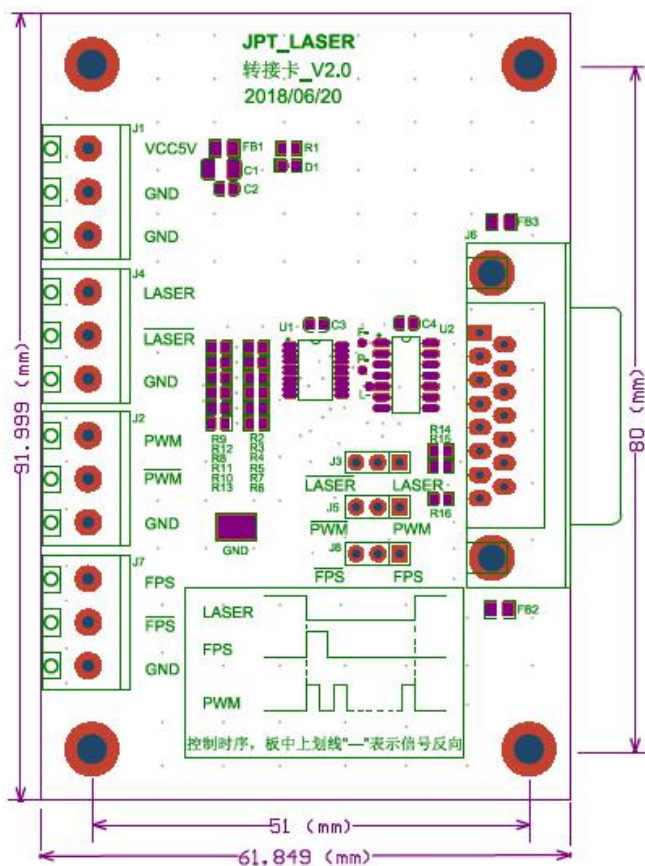 JPT_LASER
转接卡_V2.0
2018/06/20
J1
VCC5V
GND
GND
FB1
C1
C2
R1
D1
FB3
J6
J4
LASER
LASER
GND
U1
C3
C4
U2
F-
P-
L-
J2
PWM
PWM
GND
R9
R12
R8
R11
R10
R13
R2
R3
R4
R5
R7
R6
R14
R15
J3
LASER
LASER
J5
R16
PWM
PWM
GND
J8
FPS
FPS
J7
FPS
FPS
GND
FB2
LASER
FPS
PWM
控制时序，板中上划线"—"表示信号反向
91.999 (mm)
80 (mm)
51 (mm)
61.849 (mm)